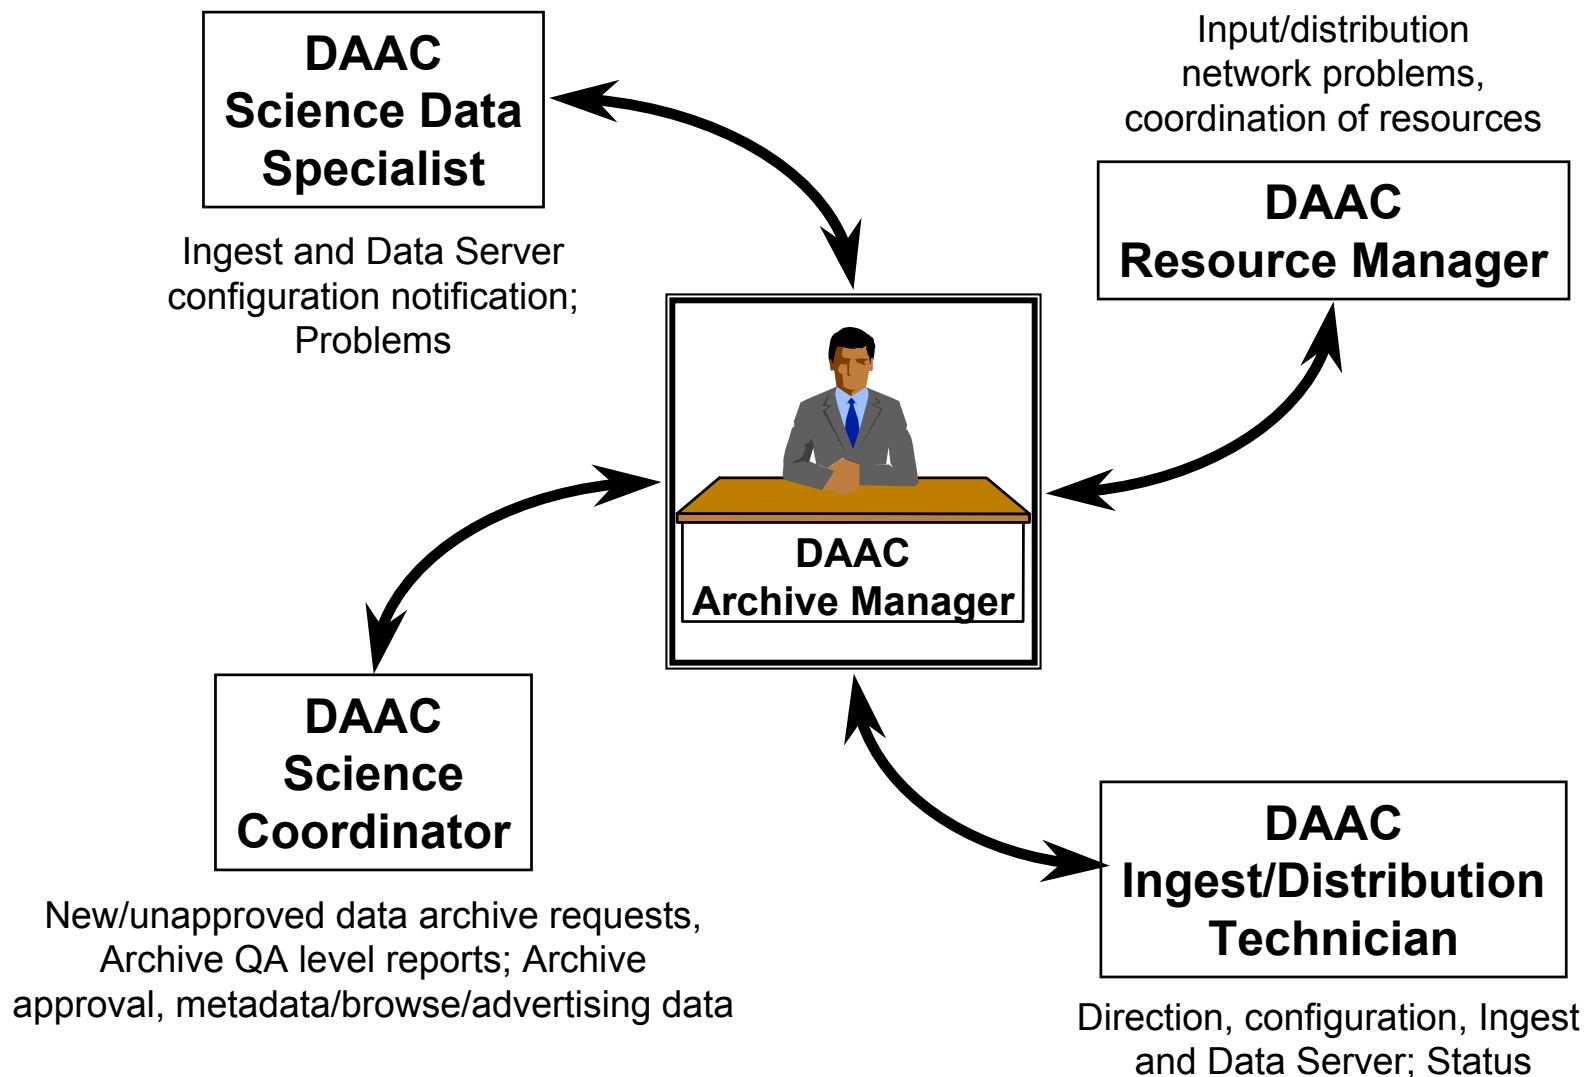 DAAC
Science Data
Specialist
Ingest and Data Server
configuration notification;
Problems
Input/distribution
network problems,
coordination of resources
DAAC
Resource Manager
DAAC
Archive Manager
DAAC
Science
Coordinator
New/unapproved data archive requests,
Archive QA level reports; Archive
approval, metadata/browse/advertising data
DAAC
Ingest/Distribution
Technician
Direction, configuration, Ingest
and Data Server; Status